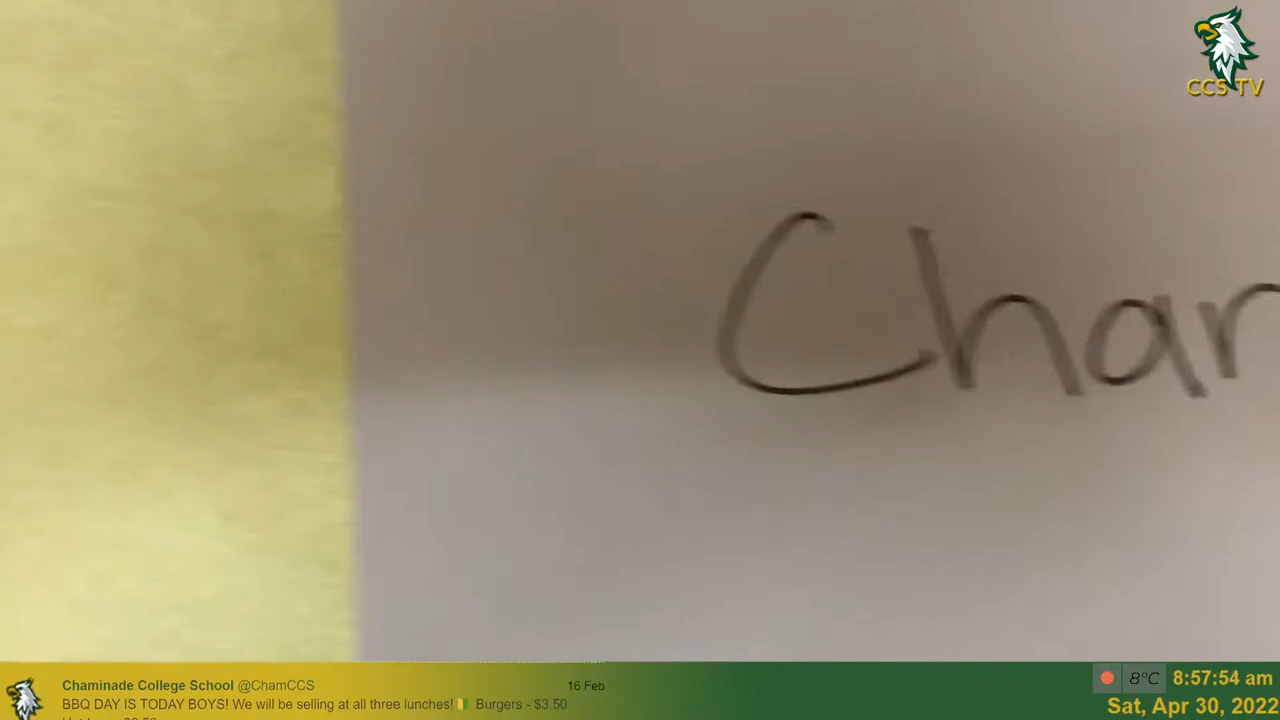 CCS TV
Char
Chaminade College School @ChamCCS 16 Feb
BBQ DAY IS TODAY BOYS! We will be selling at all three lunches! Burgers - $3.50
8°C 8:57:54 am
Sat, Apr 30, 2022